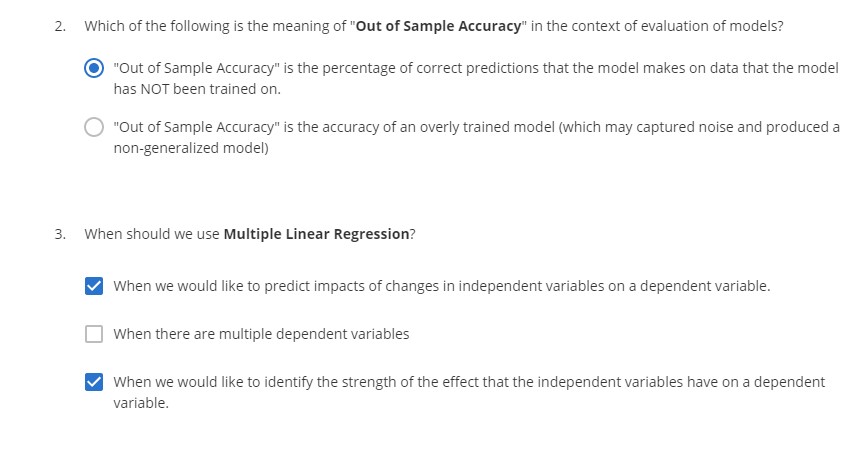 2. Which of the following is the meaning of "Out of Sample Accuracy" in the context of evaluation of models?
"Out of Sample Accuracy" is the percentage of correct predictions that the model makes on data that the model
has NOT been trained on.
"Out of Sample Accuracy" is the accuracy of an overly trained model (which may captured noise and produced a
non-generalized model)
3. When should we use Multiple Linear Regression?
When we would like to predict impacts of changes in independent variables on a dependent variable.
When there are multiple dependent variables
When we would like to identify the strength of the effect that the independent variables have on a dependent
variable.